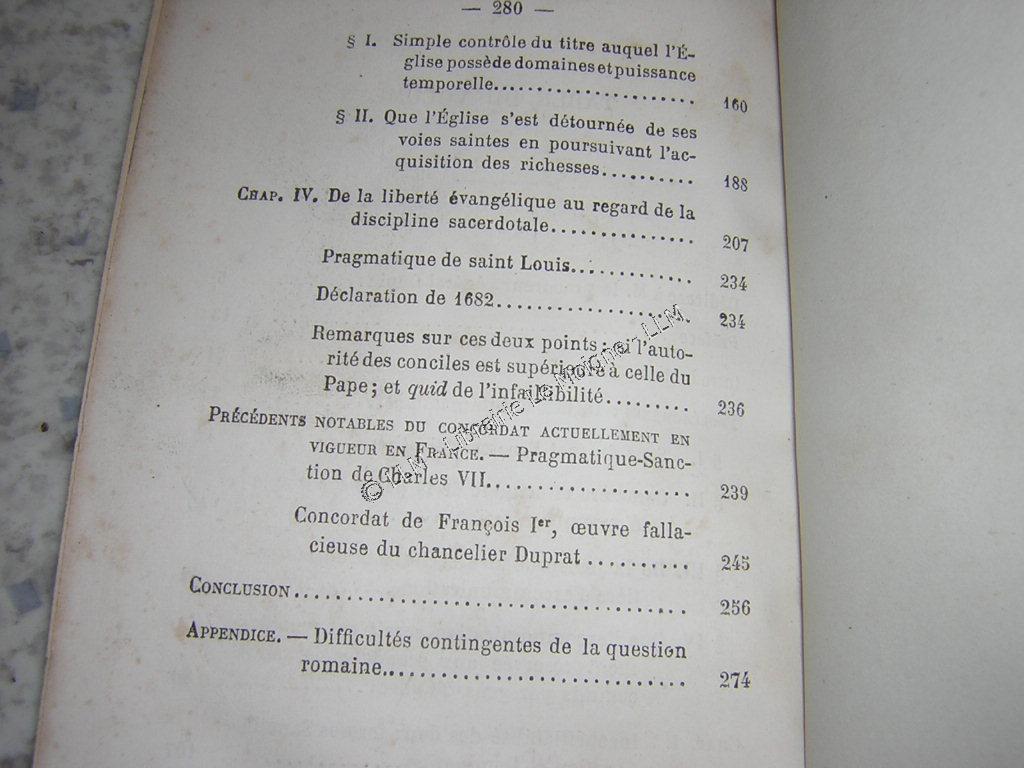 — 280 —
§ I. Simple contrôle du titre auquel l'É-
glise possède domaines et puissance
temporelle........................ 160
§ II. Que l'Église s'est détournée de ses
voies saintes en poursuivant l'ac-
quisition des richesses........... 188
CHAP. IV. De la liberté évangélique au regard de la
discipline sacerdotale............... 207
Pragmatique de saint Louis.............. 234
Déclaration de 1682.................... 234
Remarques sur ces deux points : si l'auto-
rité des conciles est supérieure à celle du
Pape ; et quid de l'infaillibilité......... 236
PRÉCÉDENTS NOTABLES DU CONCORDAT ACTUELLEMENT EN
VIGUEUR EN FRANCE. — Pragmatique-Sanc-
tion de Charles VII.................... 239
Concordat de François Ier, œuvre falla-
cieuse du chancelier Duprat .......... 245
CONCLUSION................................... 256
APPENDICE. — Difficultés contingentes de la question
romaine............................. 274
© LLM - Librairie Le Moigne - LLM